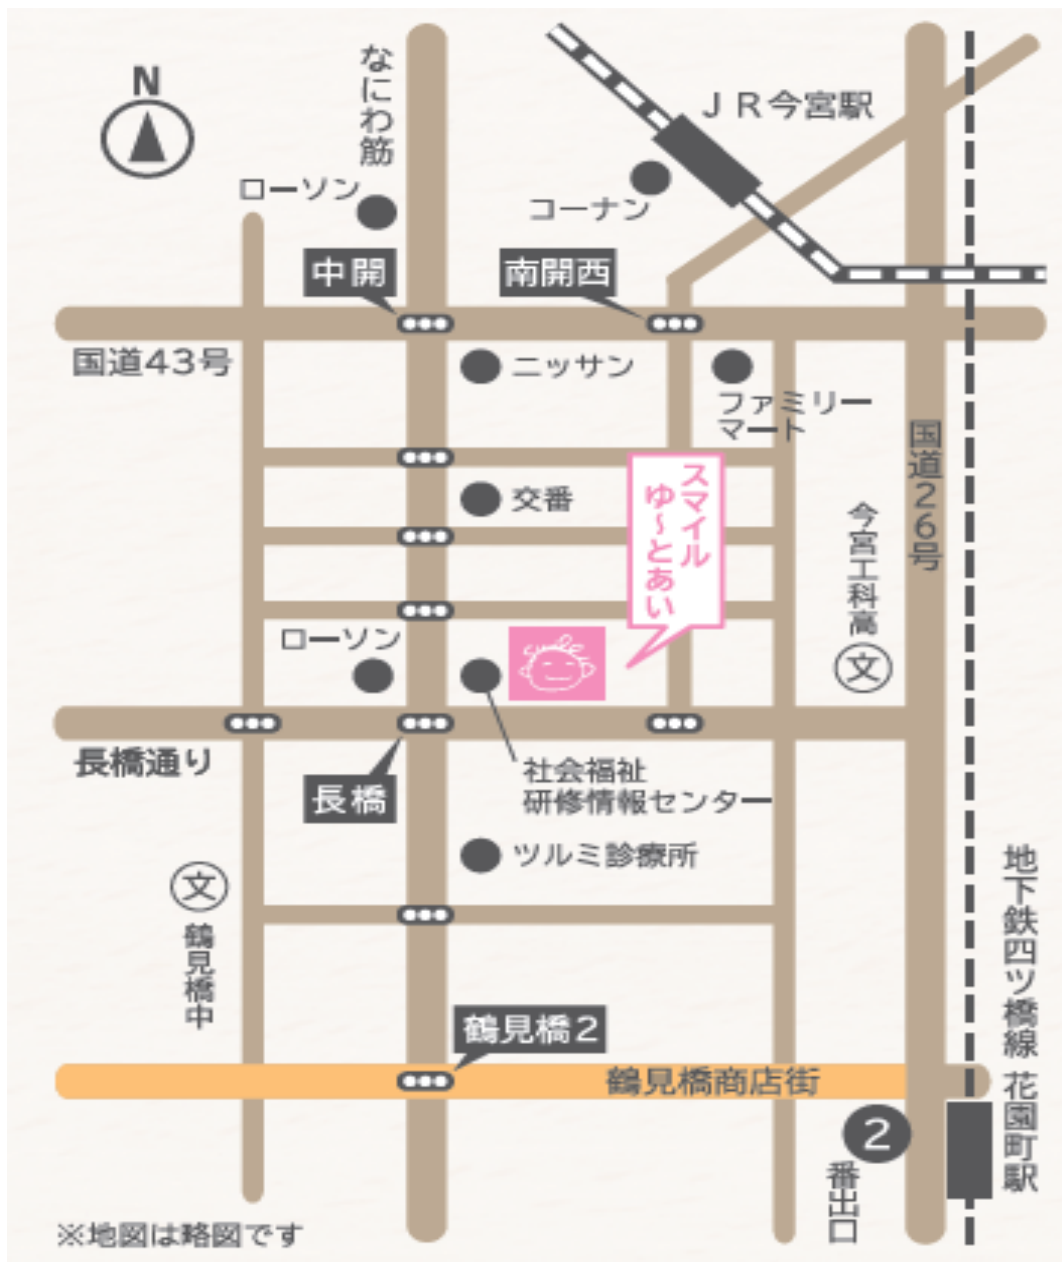 N
なにわ筋
JR今宮駅
ローソン
コーナン
中開
南開西
国道43号
ニッサン
ファミリー
マート
国道26号
交番
スマイル
ゆ〜とあい
今宮工科高
文
ローソン
Smile
長橋通り
長橋
社会福祉
研修情報センター
ツルミ診療所
文
鶴見橋中
地下鉄四ツ橋線 花園町駅
鶴見橋2
鶴見橋商店街
2
番出口
※地図は略図です